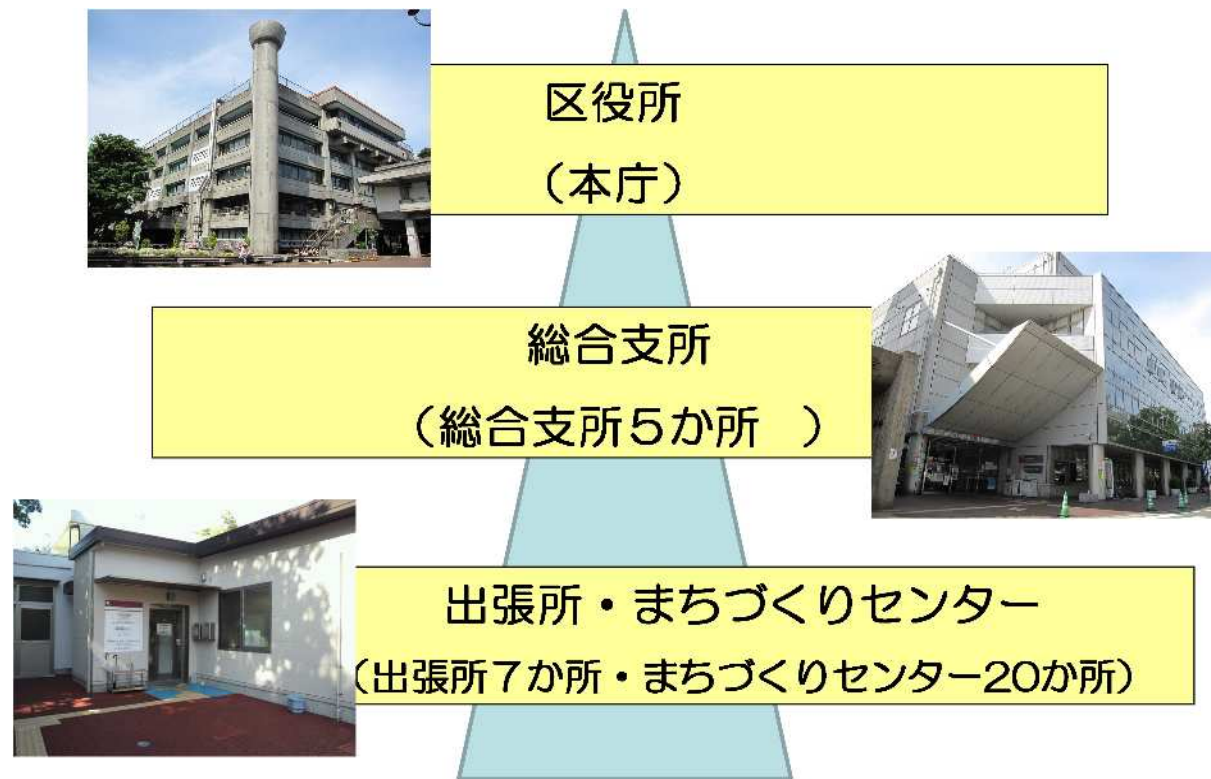 区役所
（本庁）
総合支所
（総合支所５か所　）
出張所・まちづくりセンター
（出張所７か所・まちづくりセンター20か所）